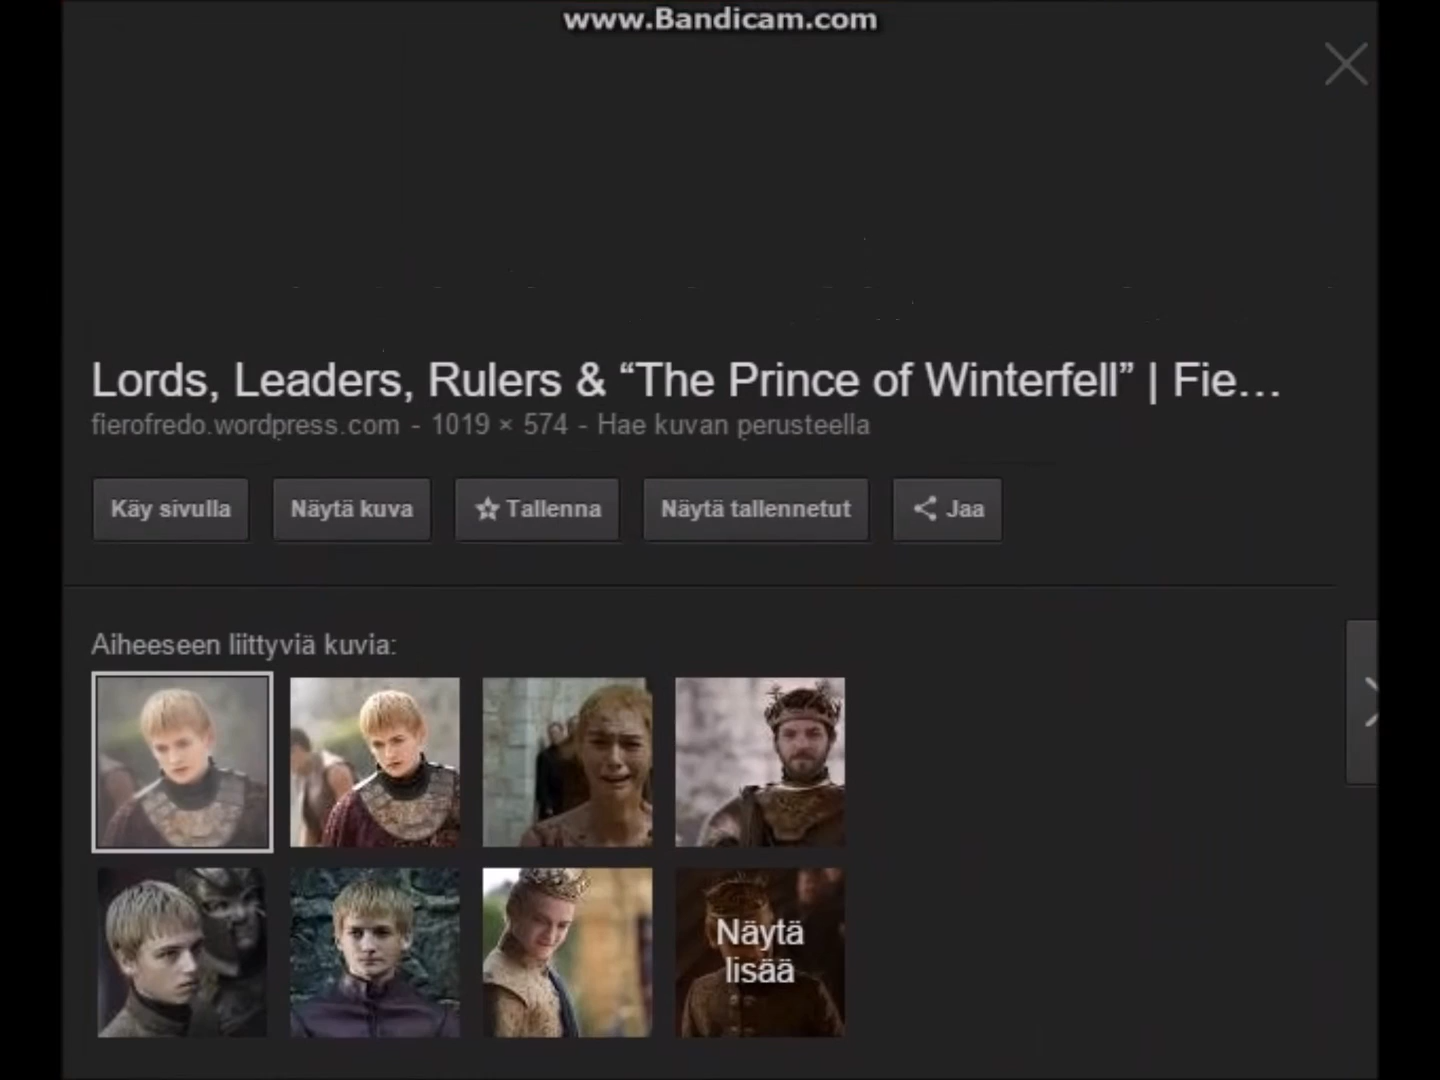 www.Bandicam.com
Lords, Leaders, Rulers & “The Prince of Winterfell” | Fie...
fierofredo.wordpress.com - 1019 × 574 - Hae kuvan perusteella
Käy sivulla Näytä kuva Tallenna Näytä tallennetut Jaa
Aiheeseen liittyviä kuvia:
Näytä
lisää